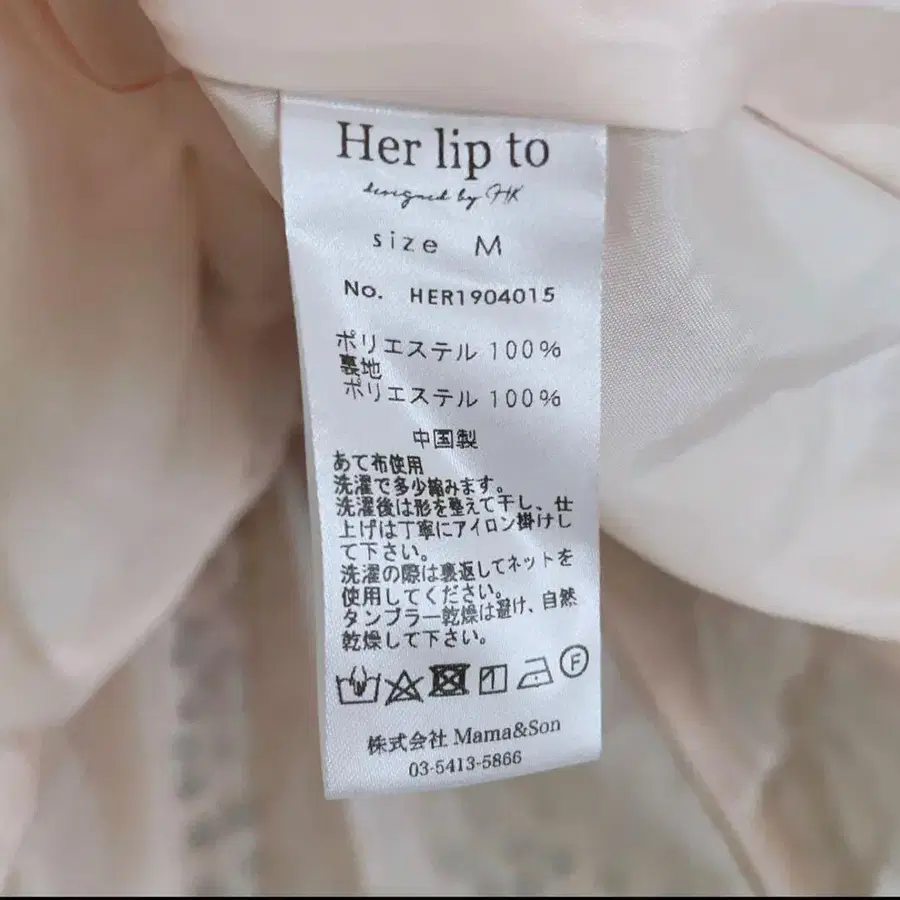 Her lip to
designed by HK
size M
No. HER1904015
ポリエステル 100%
裏地
ポリエステル 100%
中国製
あて布使用
洗濯で多少縮みます。
洗濯後は形を整えて干し、仕
上げは丁寧にアイロン掛けし
て下さい。
洗濯の際は裏返してネットを
使用してください。
タンブラー乾燥は避け、自然
乾燥して下さい。
F
株式会社 Mama&Son
03-5413-5866